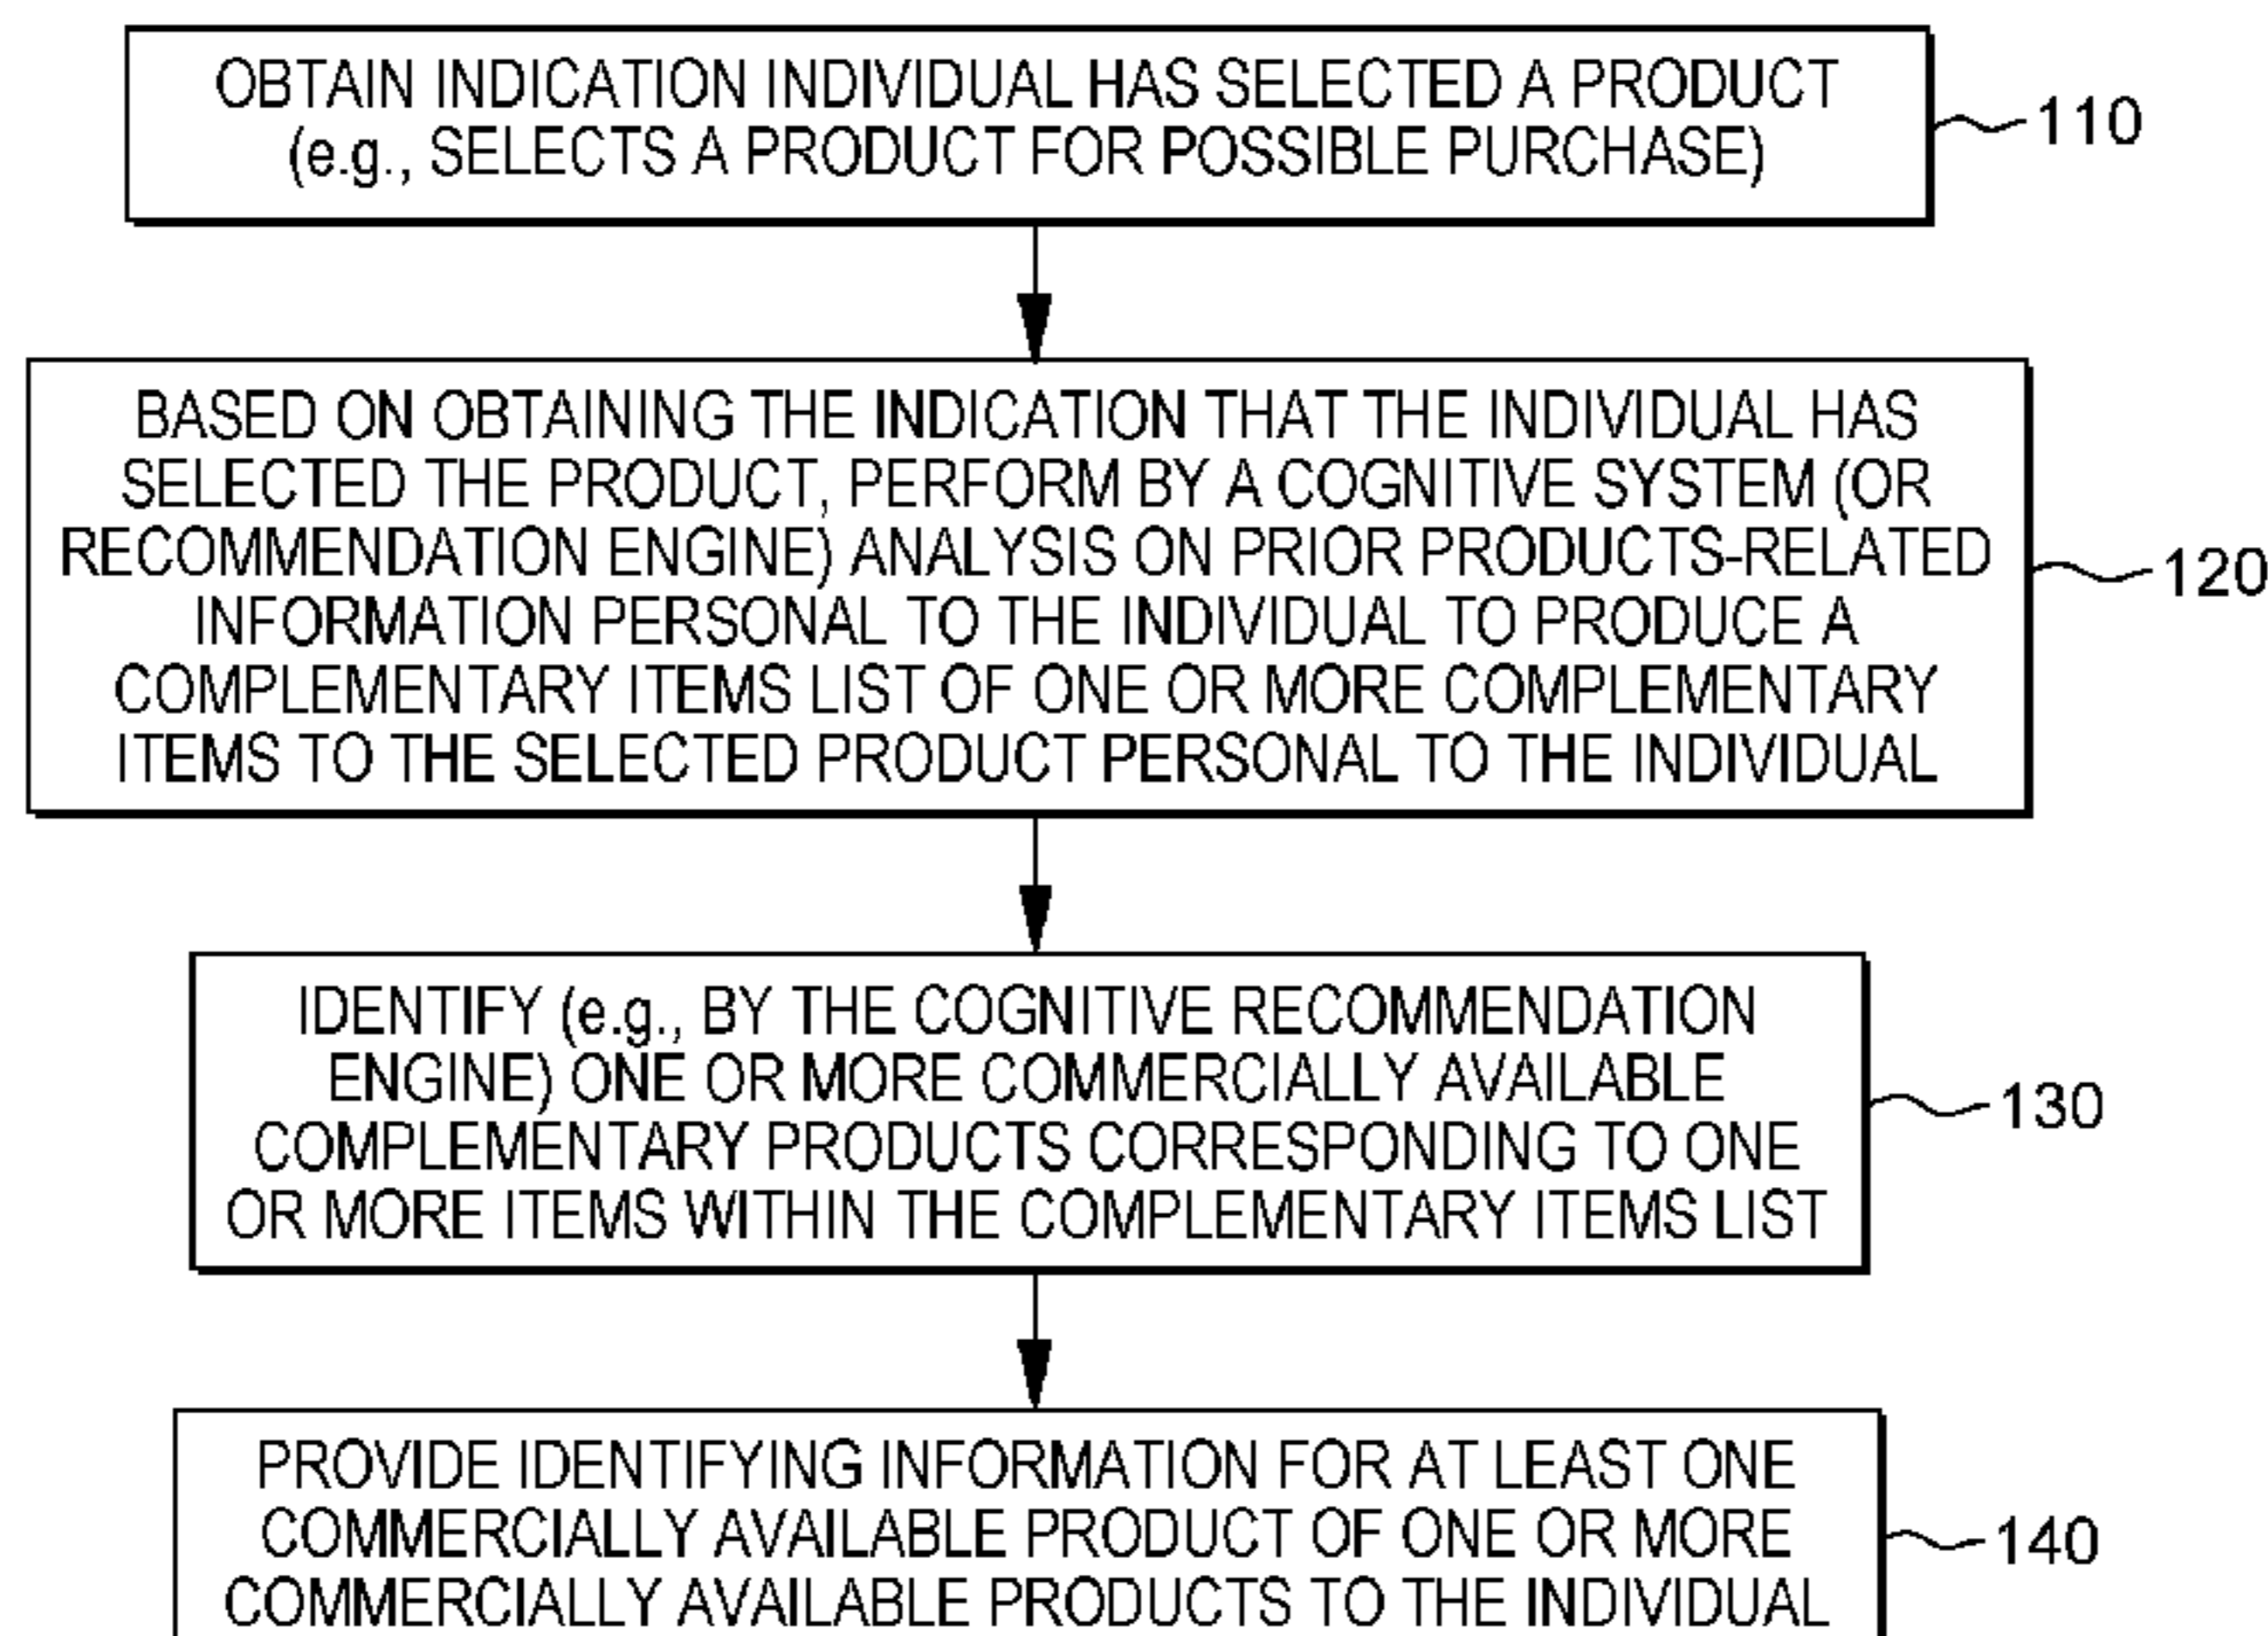 OBTAIN INDICATION INDIVIDUAL HAS SELECTED A PRODUCT
(e.g., SELECTS A PRODUCT FOR POSSIBLE PURCHASE)
110
BASED ON OBTAINING THE INDICATION THAT THE INDIVIDUAL HAS
SELECTED THE PRODUCT, PERFORM BY A COGNITIVE SYSTEM (OR
RECOMMENDATION ENGINE) ANALYSIS ON PRIOR PRODUCTS-RELATED
INFORMATION PERSONAL TO THE INDIVIDUAL TO PRODUCE A
COMPLEMENTARY ITEMS LIST OF ONE OR MORE COMPLEMENTARY
ITEMS TO THE SELECTED PRODUCT PERSONAL TO THE INDIVIDUAL
120
IDENTIFY (e.g., BY THE COGNITIVE RECOMMENDATION
ENGINE) ONE OR MORE COMMERCIALLY AVAILABLE
COMPLEMENTARY PRODUCTS CORRESPONDING TO ONE
OR MORE ITEMS WITHIN THE COMPLEMENTARY ITEMS LIST
130
PROVIDE IDENTIFYING INFORMATION FOR AT LEAST ONE
COMMERCIALLY AVAILABLE PRODUCT OF ONE OR MORE
COMMERCIALLY AVAILABLE PRODUCTS TO THE INDIVIDUAL
140